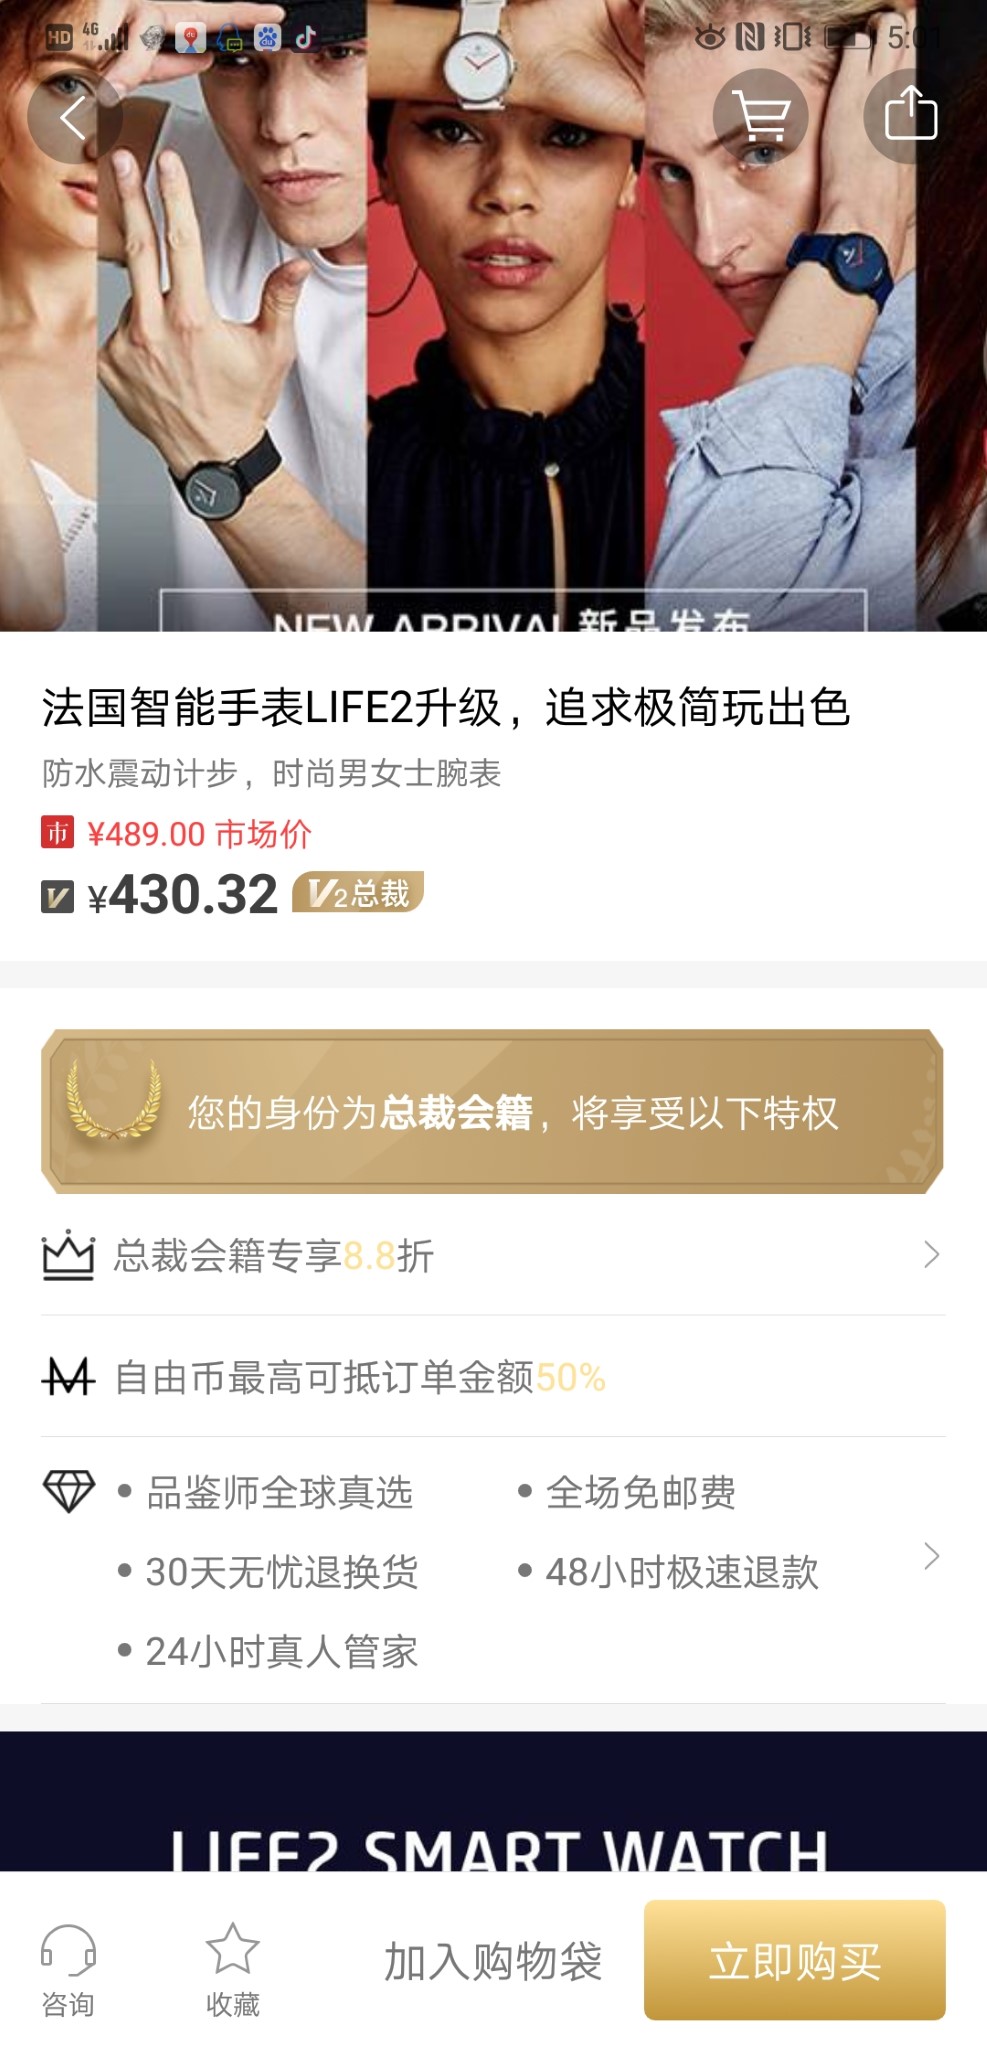 HD 4G 5:01
NEW ARRIVAL 新品发布
法国智能手表LIFE2升级，追求极简玩出色
防水震动计步，时尚男女士腕表
市 ¥489.00 市场价
V ¥430.32 V2总裁
您的身份为总裁会籍，将享受以下特权
总裁会籍专享8.8折
自由币最高可抵订单金额50%
• 品鉴师全球真选 • 全场免邮费
• 30天无忧退换货 • 48小时极速退款
• 24小时真人管家
LIFE2 SMART WATCH
咨询 收藏 加入购物袋 立即购买